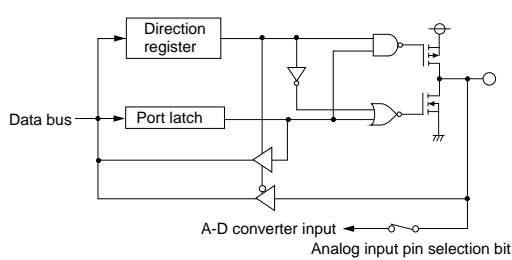 Direction
register
Data bus
Port latch
A-D converter input
Analog input pin selection bit